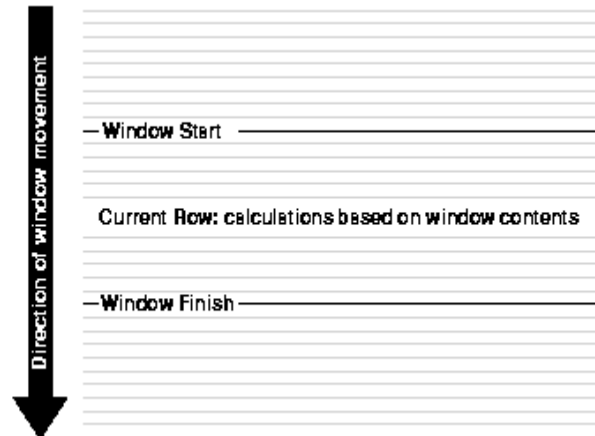 Direction of window movement
Window Start
Current Row: calculations based on window contents
Window Finish